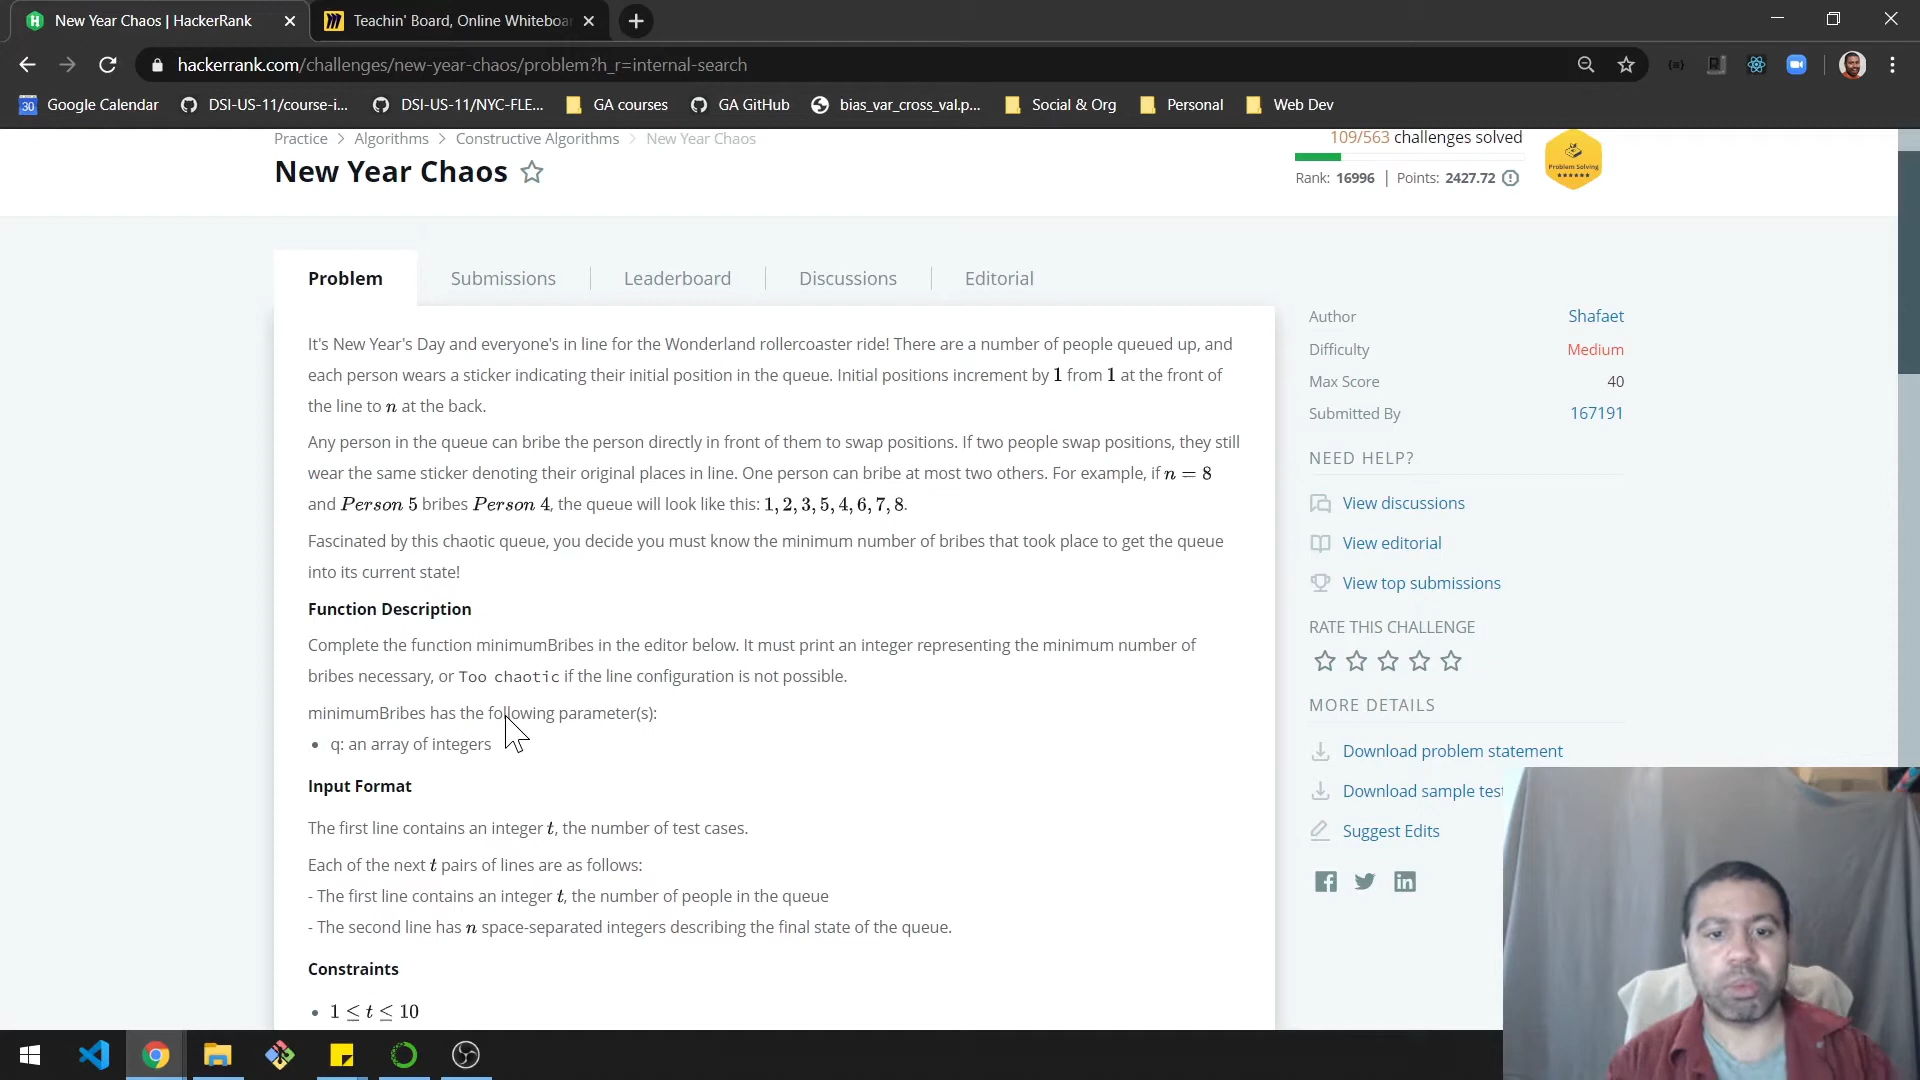 New Year Chaos | HackerRank
Teachin' Board, Online Whiteboa
hackerrank.com/challenges/new-year-chaos/problem?h_r=internal-search
30 Google Calendar
DSI-US-11/course-i...
DSI-US-11/NYC-FLE...
GA courses
GA GitHub
bias_var_cross_val.p...
Social & Org
Personal
Web Dev
Practice > Algorithms > Constructive Algorithms > New Year Chaos
New Year Chaos
109/563 challenges solved
Rank: 16996 | Points: 2427.72
Problem Solving
Problem
Submissions
Leaderboard
Discussions
Editorial
It's New Year's Day and everyone's in line for the Wonderland rollercoaster ride! There are a number of people queued up, and
each person wears a sticker indicating their initial position in the queue. Initial positions increment by 1 from 1 at the front of
the line to n at the back.
Any person in the queue can bribe the person directly in front of them to swap positions. If two people swap positions, they still
wear the same sticker denoting their original places in line. One person can bribe at most two others. For example, if n = 8
and Person 5 bribes Person 4, the queue will look like this: 1, 2, 3, 5, 4, 6, 7, 8.
Fascinated by this chaotic queue, you decide you must know the minimum number of bribes that took place to get the queue
into its current state!
Function Description
Complete the function minimumBribes in the editor below. It must print an integer representing the minimum number of
bribes necessary, or Too chaotic if the line configuration is not possible.
minimumBribes has the following parameter(s):
• q: an array of integers
Input Format
The first line contains an integer t, the number of test cases.
Each of the next t pairs of lines are as follows:
- The first line contains an integer t, the number of people in the queue
- The second line has n space-separated integers describing the final state of the queue.
Constraints
• 1 ≤ t ≤ 10
Author Shafaet
Difficulty Medium
Max Score 40
Submitted By 167191
NEED HELP?
View discussions
View editorial
View top submissions
RATE THIS CHALLENGE
MORE DETAILS
Download problem statement
Download sample test
Suggest Edits